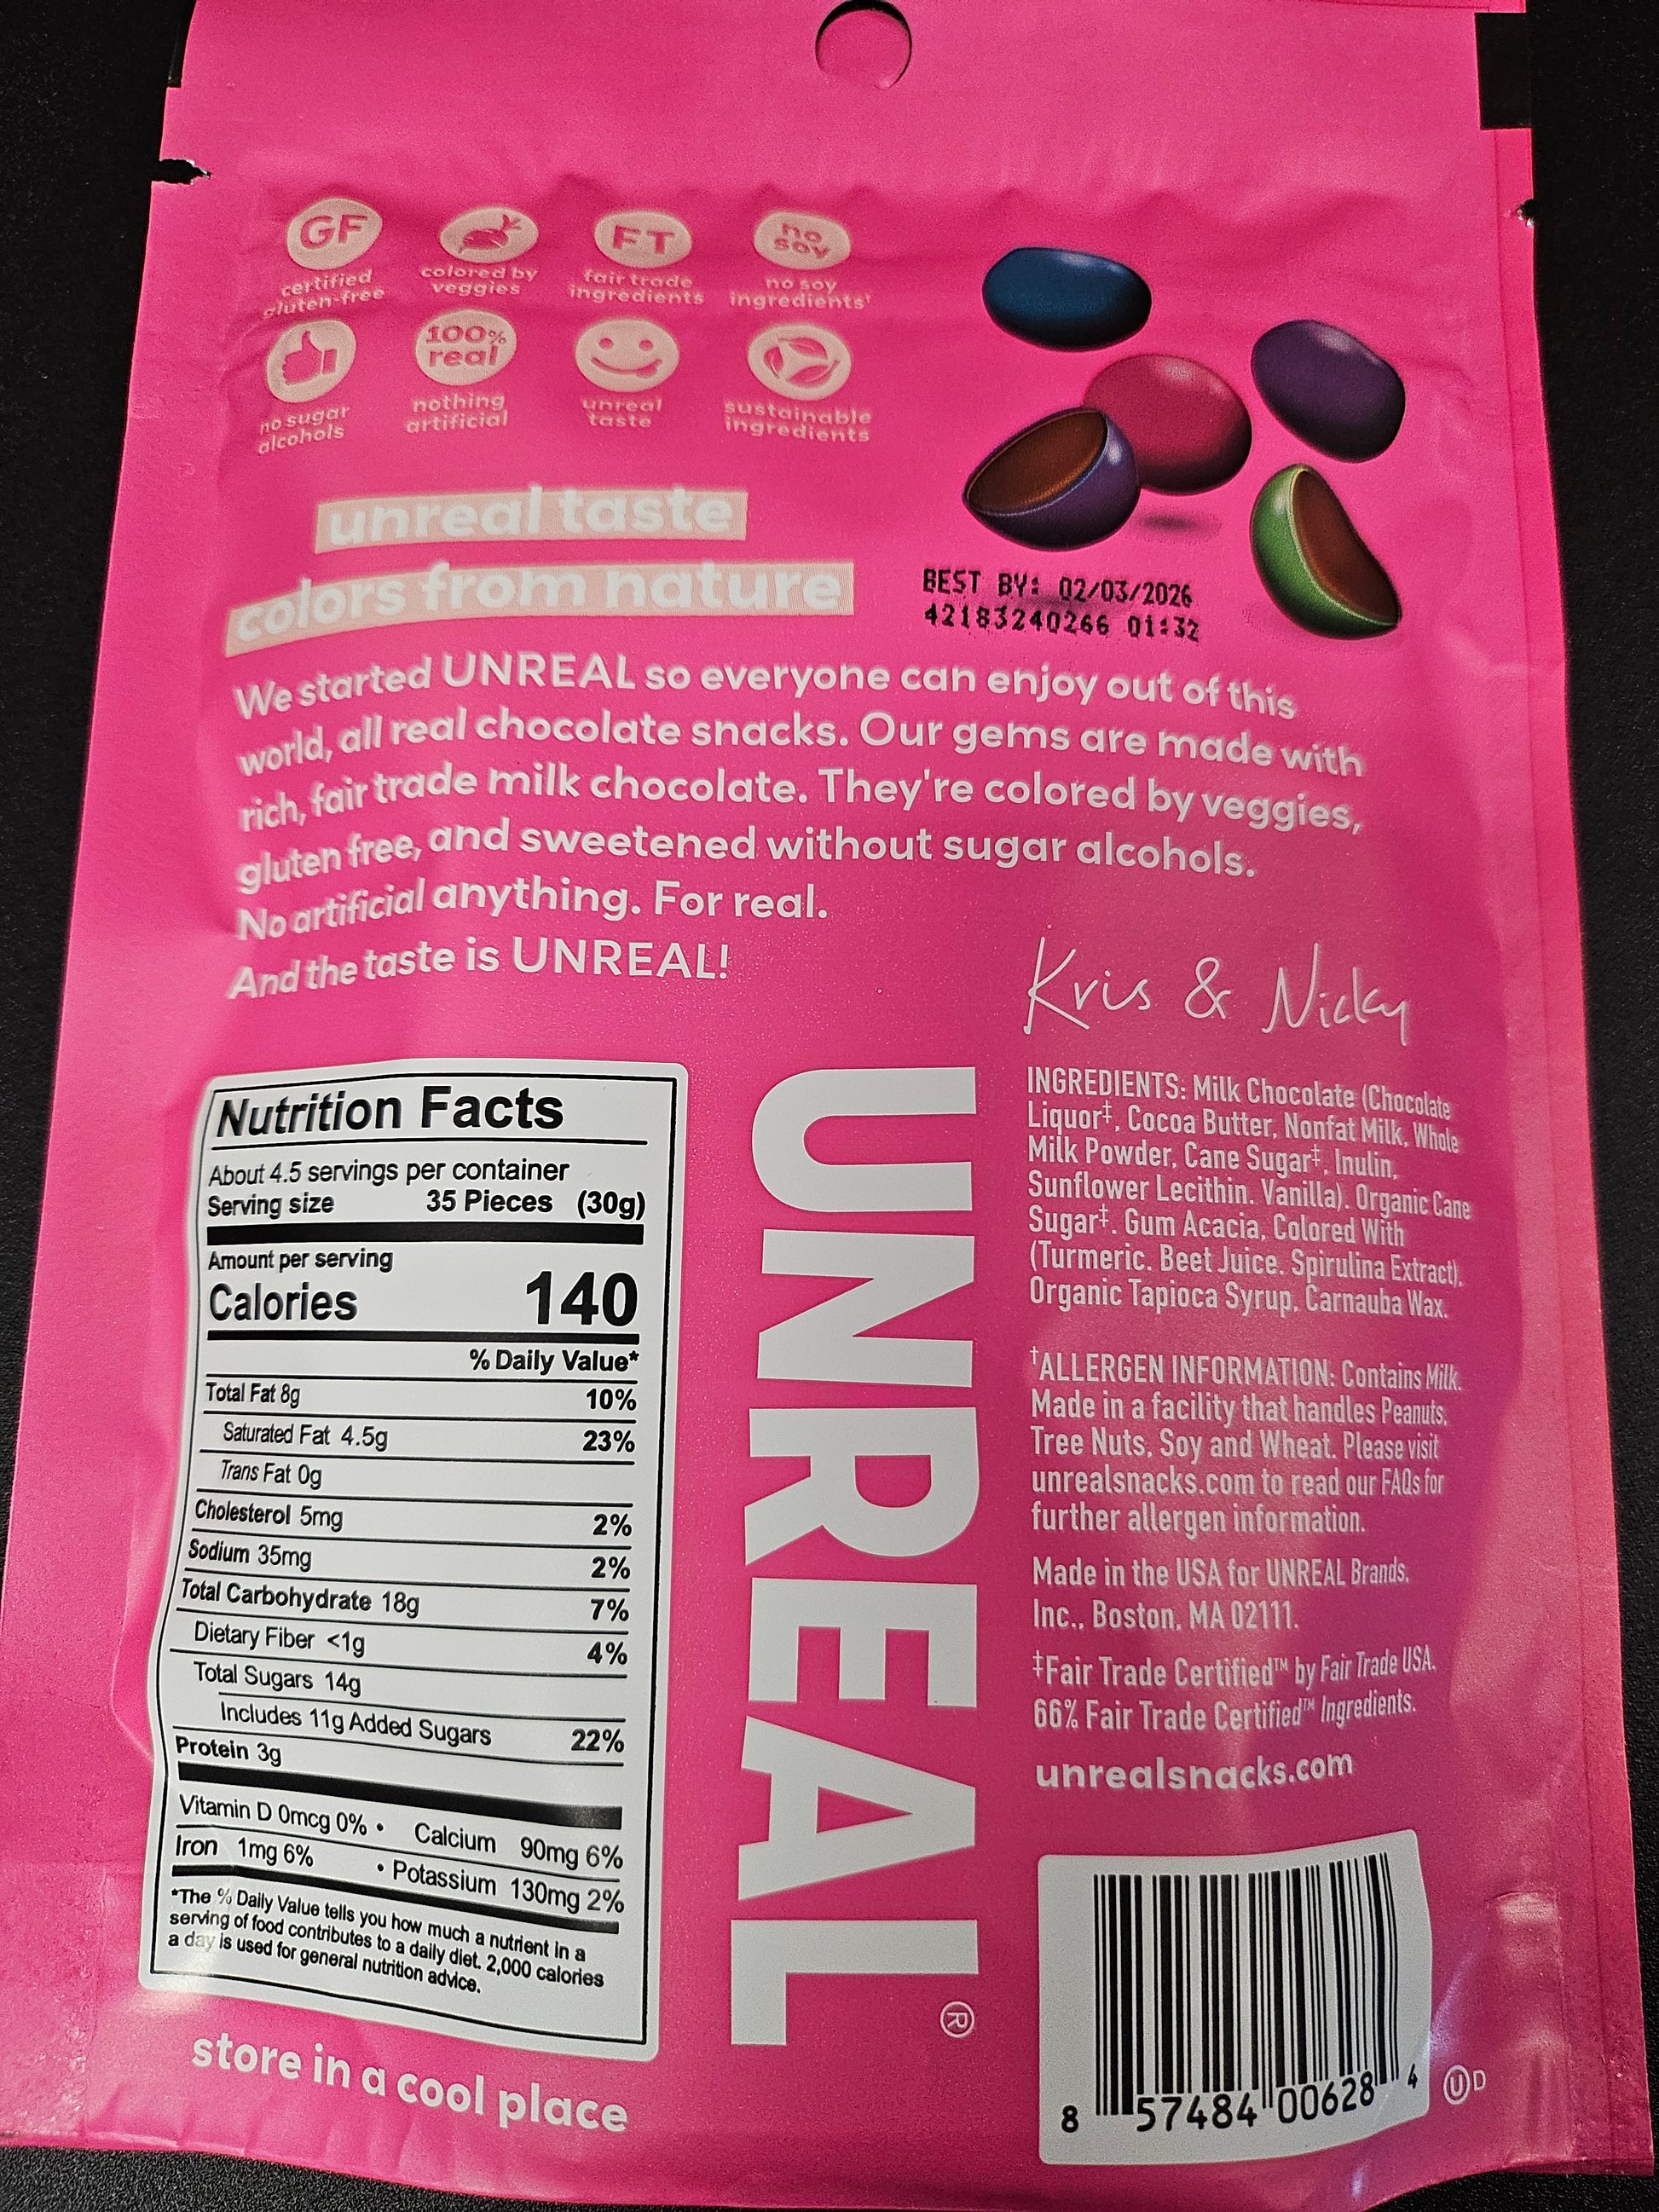 GF
certified
gluten-free
colored by
veggies
FT
fair trade
ingredients
no
soy
no soy
ingredients†
no sugar
alcohols
100%
real
nothing
artificial
unreal
taste
sustainable
ingredients
unreal taste
colors from nature
BEST BY: 02/03/2026
42183240266 01:32
We started UNREAL so everyone can enjoy out of this
world, all real chocolate snacks. Our gems are made with
rich, fair trade milk chocolate. They're colored by veggies,
gluten free, and sweetened without sugar alcohols.
No artificial anything. For real.
And the taste is UNREAL!
Kris & Nicky
Nutrition Facts
About 4.5 servings per container
Serving size 35 Pieces (30g)
Amount per serving
Calories 140
% Daily Value*
Total Fat 8g 10%
Saturated Fat 4.5g 23%
Trans Fat 0g
Cholesterol 5mg 2%
Sodium 35mg 2%
Total Carbohydrate 18g 7%
Dietary Fiber <1g 4%
Total Sugars 14g
Includes 11g Added Sugars 22%
Protein 3g
Vitamin D 0mcg 0% • Calcium 90mg 6%
Iron 1mg 6% • Potassium 130mg 2%
*The % Daily Value tells you how much a nutrient in a
serving of food contributes to a daily diet. 2,000 calories
a day is used for general nutrition advice.
store in a cool place
UNREAL®
INGREDIENTS: Milk Chocolate (Chocolate
Liquor‡, Cocoa Butter, Nonfat Milk, Whole
Milk Powder, Cane Sugar‡, Inulin,
Sunflower Lecithin. Vanilla). Organic Cane
Sugar‡. Gum Acacia, Colored With
(Turmeric. Beet Juice. Spirulina Extract).
Organic Tapioca Syrup, Carnauba Wax.
†ALLERGEN INFORMATION: Contains Milk.
Made in a facility that handles Peanuts,
Tree Nuts, Soy and Wheat. Please visit
unrealsnacks.com to read our FAQs for
further allergen information.
Made in the USA for UNREAL Brands,
Inc., Boston, MA 02111.
‡Fair Trade Certified™ by Fair Trade USA.
66% Fair Trade Certified™ Ingredients.
unrealsnacks.com
8 57484 00628 4
UD